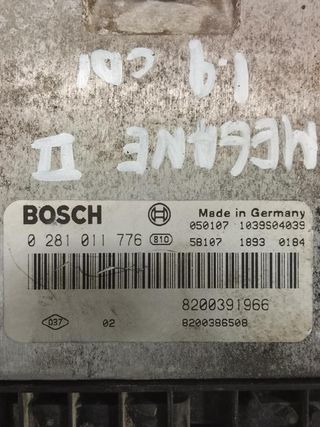 1.9 CDI
MEGANE II
BOSCH
Made in Germany
0 281 011 776 810
050107 1039S04039
58107 1893 0184
8200391966
D37 02 8200386508